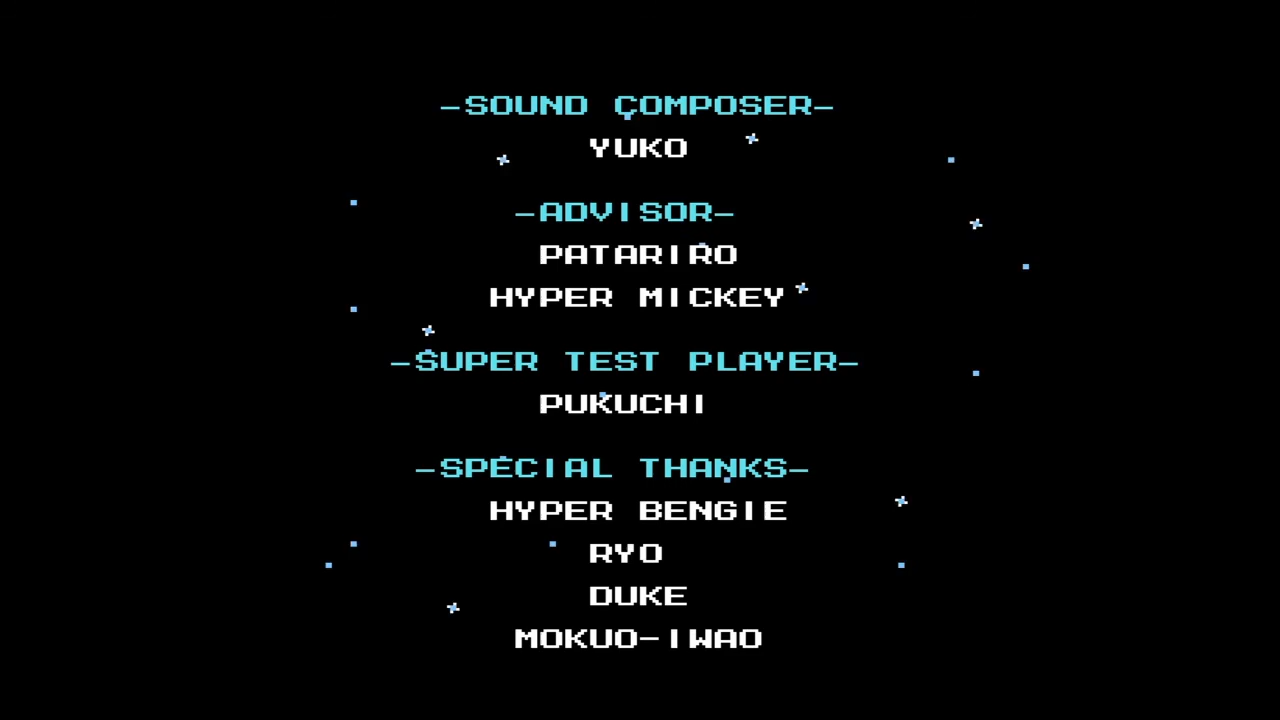 -SOUND COMPOSER-
YUKO
-ADVISOR-
PATARIRO
HYPER MICKEY
-SUPER TEST PLAYER-
PUKUCHI
-SPECIAL THANKS-
HYPER BENGIE
RYO
DUKE
MOKUO-IWAO